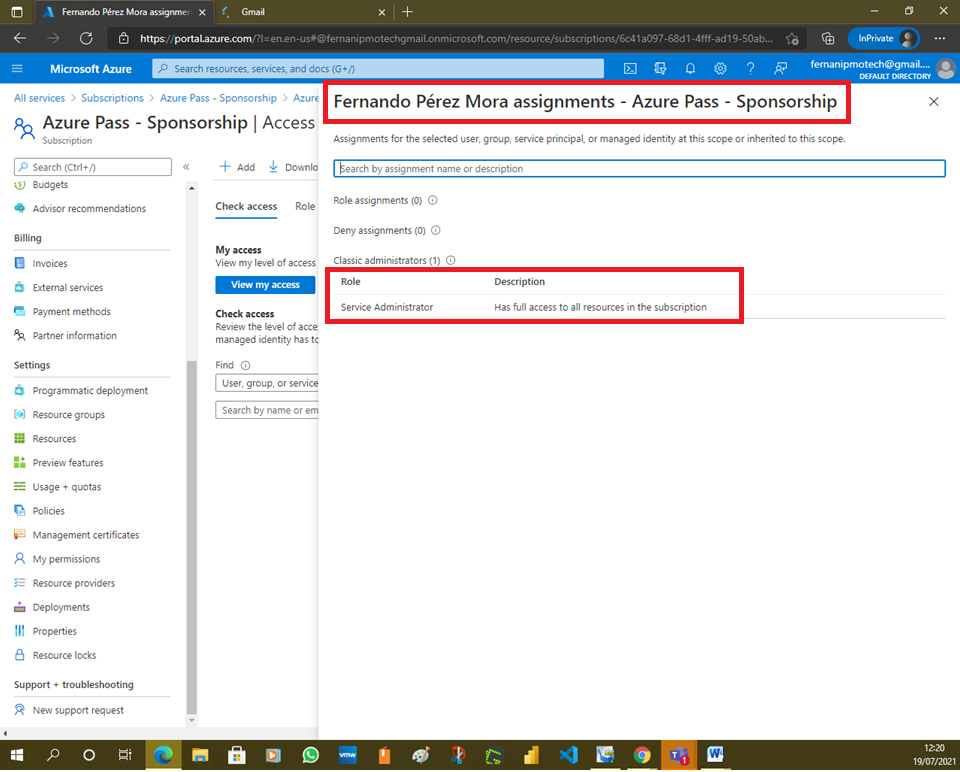 Fernando Pérez Mora assignmen
Gmail
https://portal.azure.com/?l=en.en-us#@fernanipmotechgmail.onmicrosoft.com/resource/subscriptions/6c41a097-68d1-4fff-ad19-50ab...
InPrivate
Microsoft Azure
Search resources, services, and docs (G+/)
fernanipmotech@gmail....
DEFAULT DIRECTORY
All services > Subscriptions > Azure Pass - Sponsorship > Azure
Azure Pass - Sponsorship | Access
Subscription
Search (Ctrl+/)
«
Budgets
Advisor recommendations
Billing
Invoices
External services
Payment methods
Partner information
Settings
Programmatic deployment
Resource groups
Resources
Preview features
Usage + quotas
Policies
Management certificates
My permissions
Resource providers
Deployments
Properties
Resource locks
Support + troubleshooting
New support request
Add Downlo
Check access Role
My access
View my level of access
View my access
Check access
Review the level of acce
managed identity has to
Find
User, group, or service
Search by name or em
Fernando Pérez Mora assignments - Azure Pass - Sponsorship
Assignments for the selected user, group, service principal, or managed identity at this scope or inherited to this scope.
Search by assignment name or description
Role assignments (0)
Deny assignments (0)
Classic administrators (1)
Role Description
Service Administrator Has full access to all resources in the subscription
vmw
1
12:20
19/07/2021